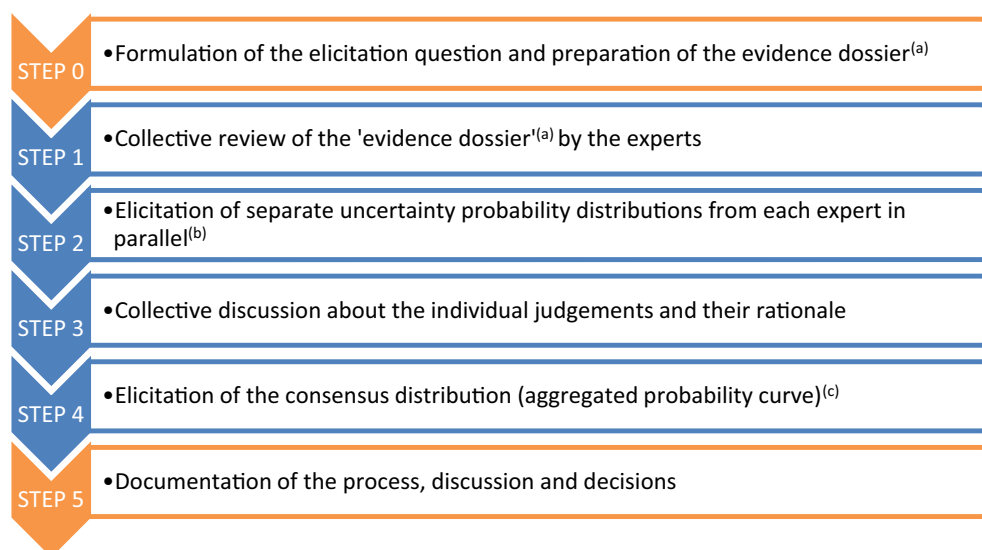 STEP 0
•Formulation of the elicitation question and preparation of the evidence dossier(a)
STEP 1
•Collective review of the 'evidence dossier'(a) by the experts
STEP 2
•Elicitation of separate uncertainty probability distributions from each expert in
parallel(b)
STEP 3
•Collective discussion about the individual judgements and their rationale
STEP 4
•Elicitation of the consensus distribution (aggregated probability curve)(c)
STEP 5
•Documentation of the process, discussion and decisions